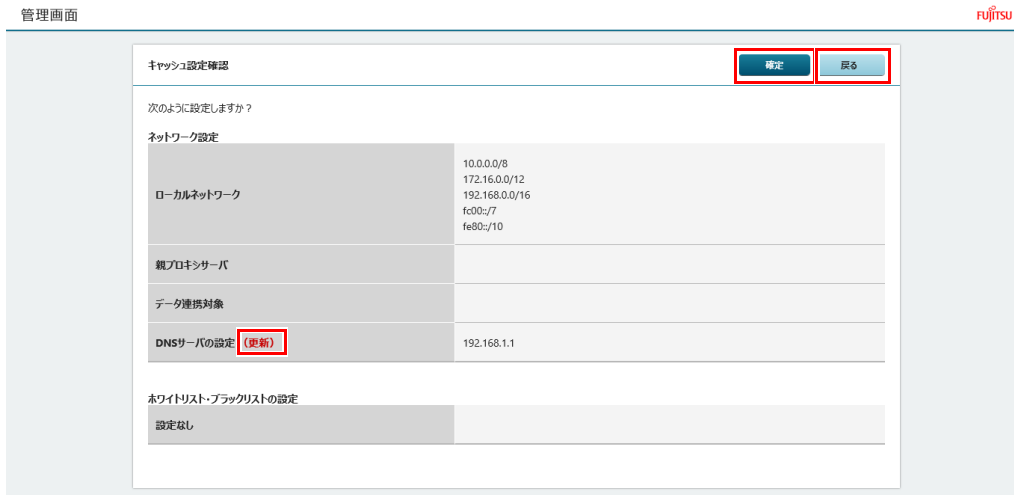 管理画面
FUJITSU
キャッシュ設定確認
確定
戻る
次のように設定しますか？
ネットワーク設定
ローカルネットワーク
10.0.0.0/8
172.16.0.0/12
192.168.0.0/16
fc00::/7
fe80::/10
親プロキシサーバ
データ連携対象
DNSサーバの設定（更新）
192.168.1.1
ホワイトリスト・ブラックリストの設定
設定なし